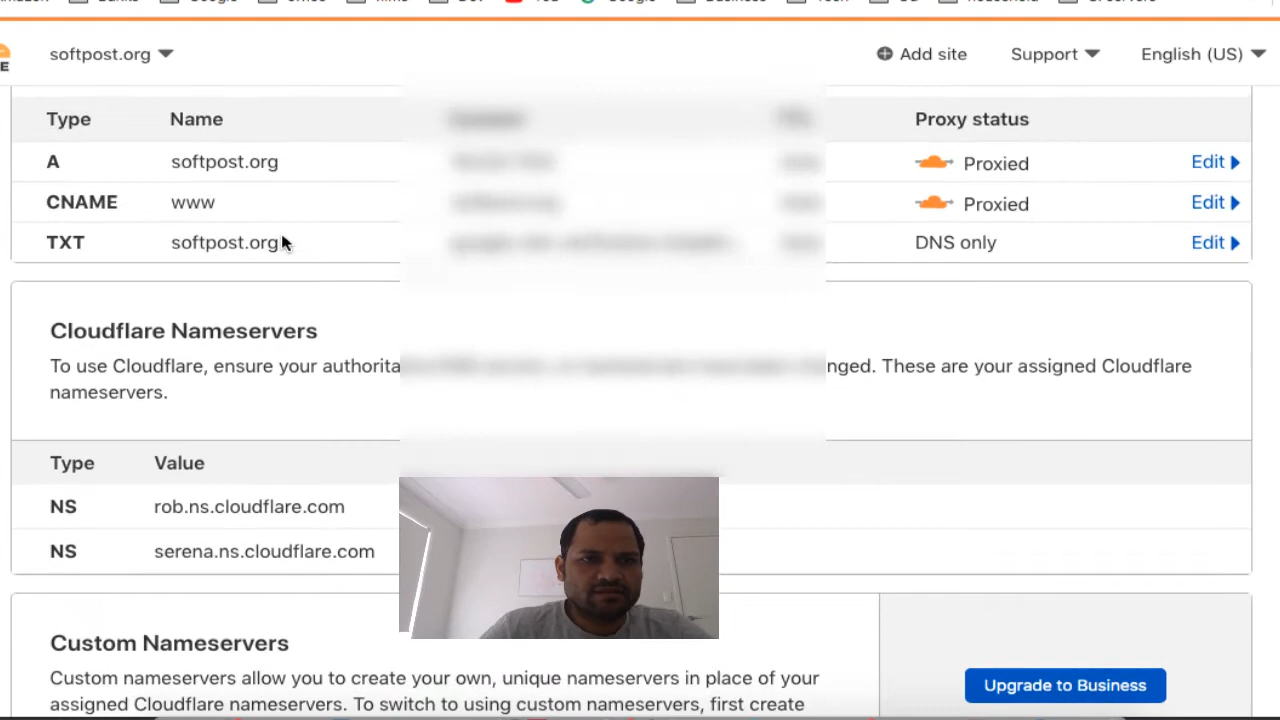 softpost.org
Add site
Support
English (US)
Type Name Proxy status
A softpost.org Proxied Edit
CNAME www Proxied Edit
TXT softpost.org DNS only Edit
Cloudflare Nameservers
To use Cloudflare, ensure your authorita nged. These are your assigned Cloudflare
nameservers.
Type Value
NS rob.ns.cloudflare.com
NS serena.ns.cloudflare.com
Custom Nameservers
Custom nameservers allow you to create your own, unique nameservers in place of your
assigned Cloudflare nameservers. To switch to using custom nameservers, first create
Upgrade to Business